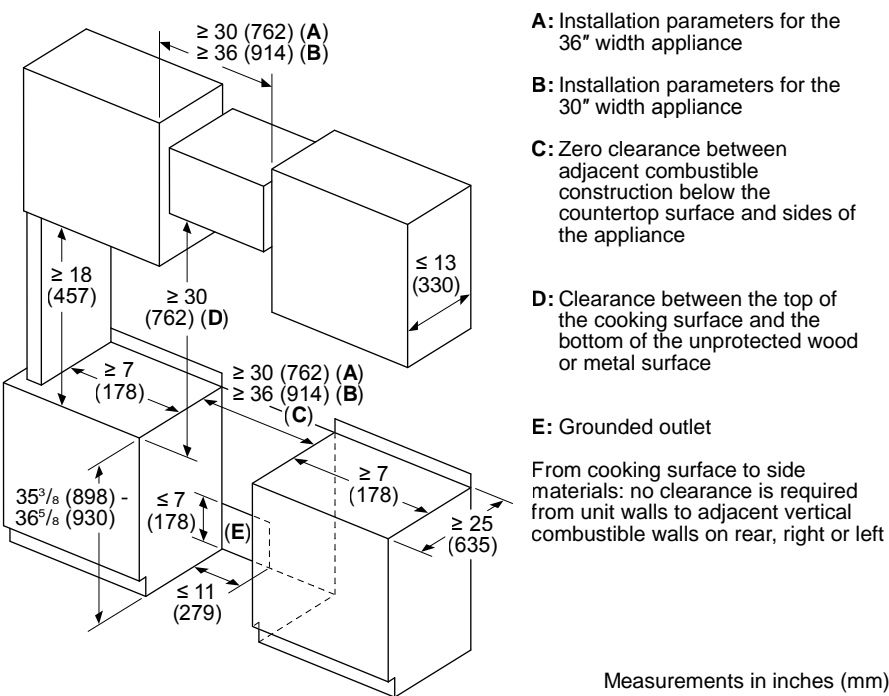 ≥ 30 (762) (A)
≥ 36 (914) (B)
≥ 18
(457)
≥ 30
(762) (D)
≤ 13
(330)
≥ 7
(178)
≥ 30 (762) (A)
≥ 36 (914) (B)
(C)
35³/₈ (898) -
36⁵/₈ (930)
≤ 7
(178)
(E)
≤ 11
(279)
≥ 7
(178)
≥ 25
(635)
A: Installation parameters for the
36″ width appliance
B: Installation parameters for the
30″ width appliance
C: Zero clearance between
adjacent combustible
construction below the
countertop surface and sides of
the appliance
D: Clearance between the top of
the cooking surface and the
bottom of the unprotected wood
or metal surface
E: Grounded outlet
From cooking surface to side
materials: no clearance is required
from unit walls to adjacent vertical
combustible walls on rear, right or left
Measurements in inches (mm)